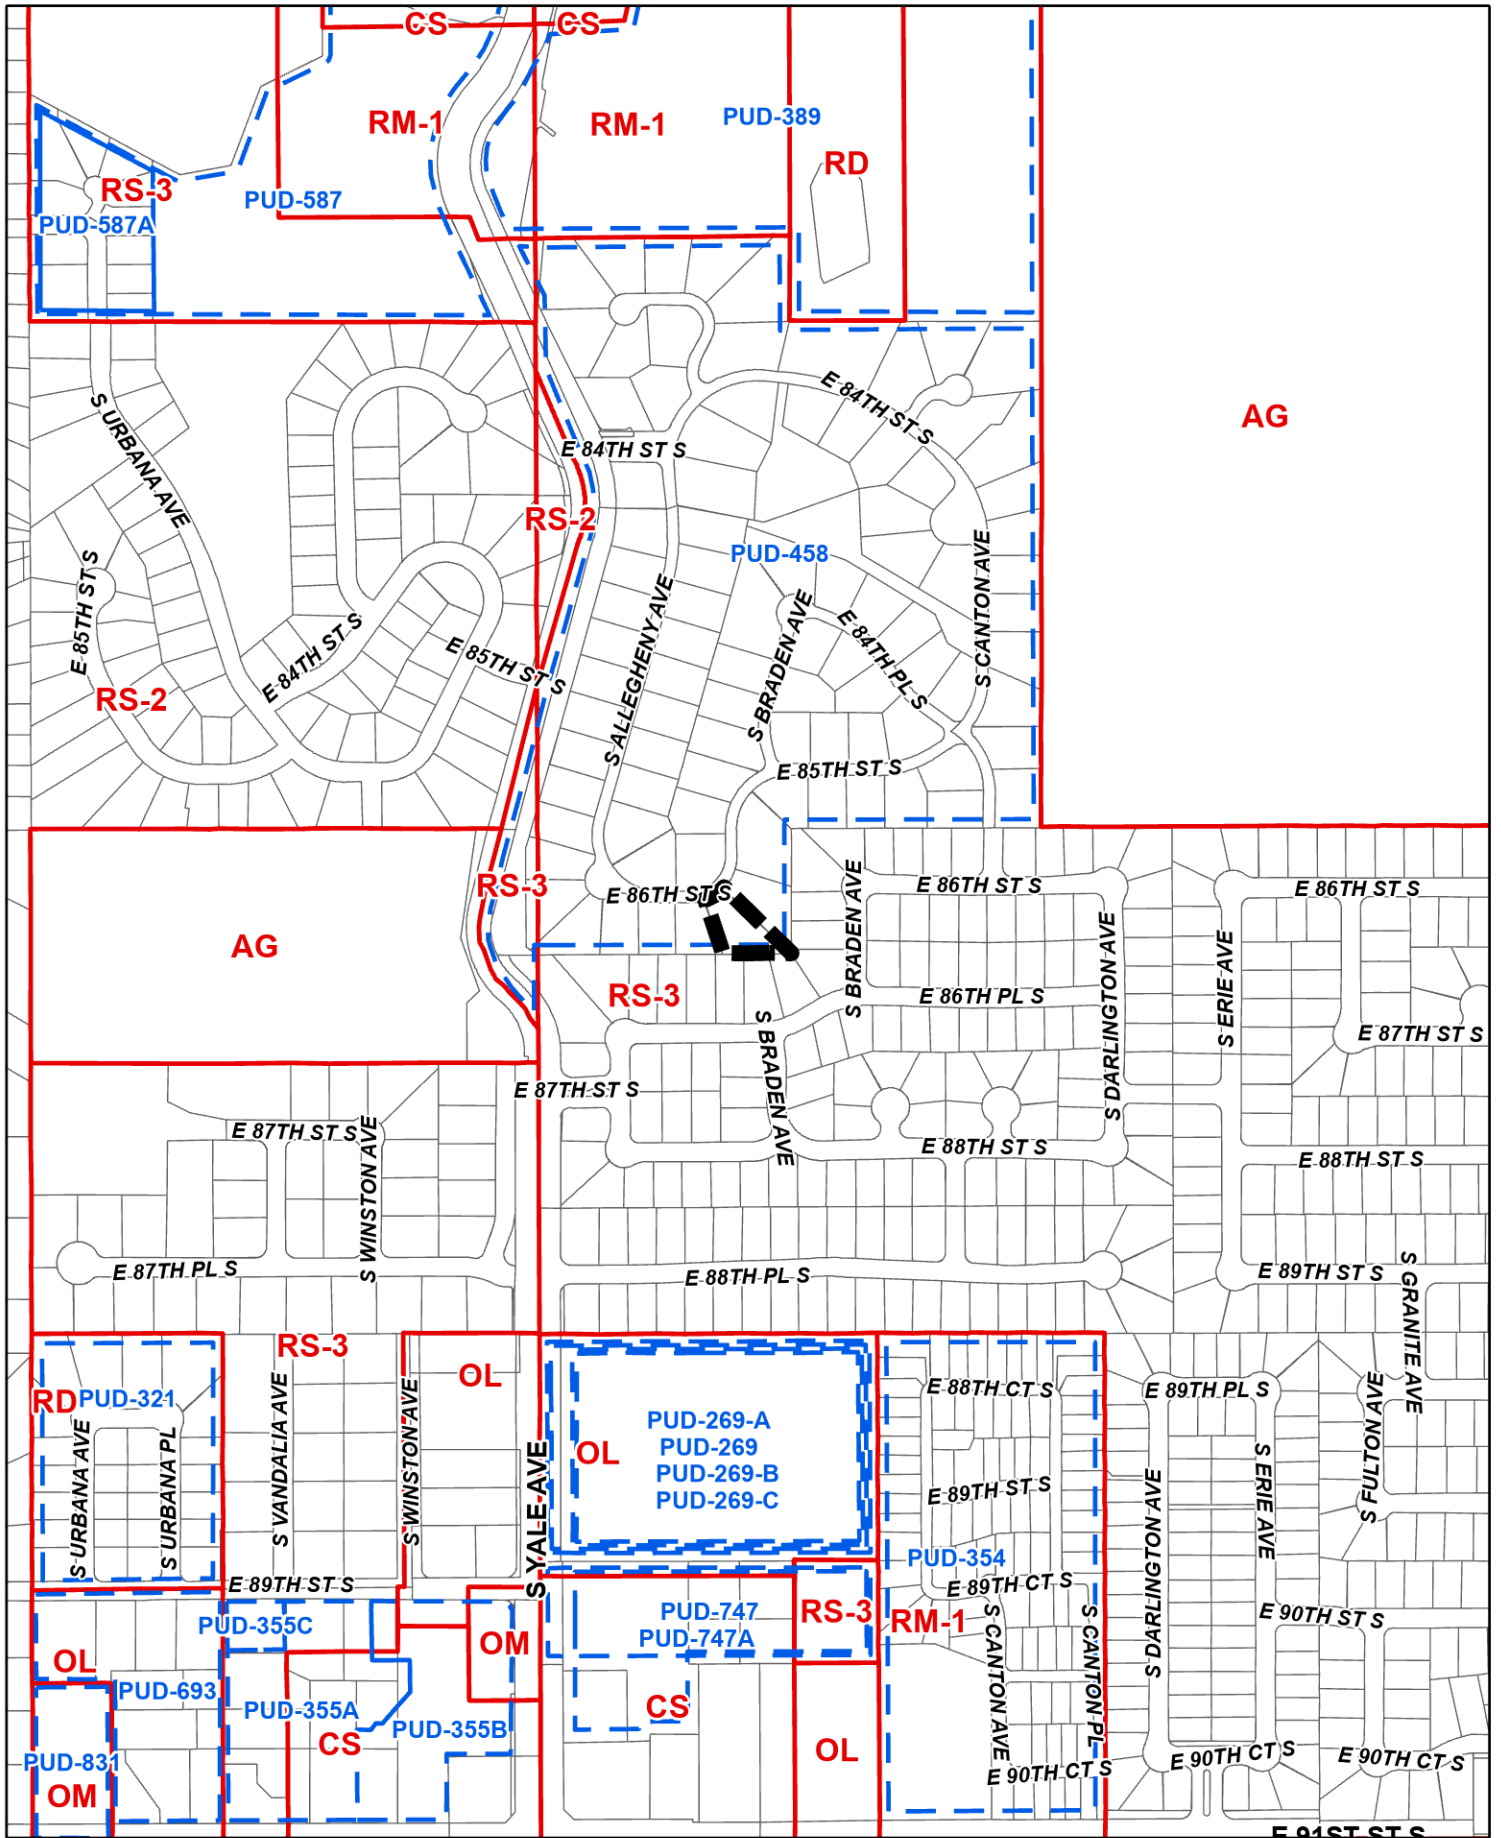 CS
CS
RM-1
RM-1
PUD-389
RD
RS-3
PUD-587
PUD-587A
E 84TH ST S
AG
S URBANA AVE
E 84TH ST S
RS-2
PUD-458
S CANTON AVE
E 85TH ST S
S ALLEGHENY AVE
S BRADEN AVE
E 84TH PL S
E 84TH ST S
E 85TH ST S
RS-2
E 85TH ST S
RS-3
E 86TH ST S
S BRADEN AVE
E 86TH ST S
E 86TH ST S
AG
RS-3
E 86TH PL S
S DARLINGTON AVE
S ERIE AVE
E 87TH ST S
S BRADEN AVE
E 87TH ST S
E 87TH ST S
S WINSTON AVE
E 88TH ST S
E 88TH ST S
E 87TH PL S
E 88TH PL S
E 89TH ST S
S GRANITE AVE
RS-3
OL
RD
PUD-321
S URBANA AVE
S URBANA PL
S VANDALIA AVE
S WINSTON AVE
S YALE AVE
OL
PUD-269-A
PUD-269
PUD-269-B
PUD-269-C
E 88TH CT S
E 89TH PL S
E 89TH ST S
S DARLINGTON AVE
S ERIE AVE
S FULTON AVE
PUD-354
E 89TH ST S
E 89TH CT S
PUD-355C
PUD-747
PUD-747A
RS-3
RM-1
E 90TH ST S
OM
OL
S CANTON AVE
S CANTON PL
PUD-693
PUD-355A
CS
PUD-355B
CS
OL
PUD-831
OM
E 90TH CT S
E 90TH CT S
E 90TH CT S
E 91ST ST S